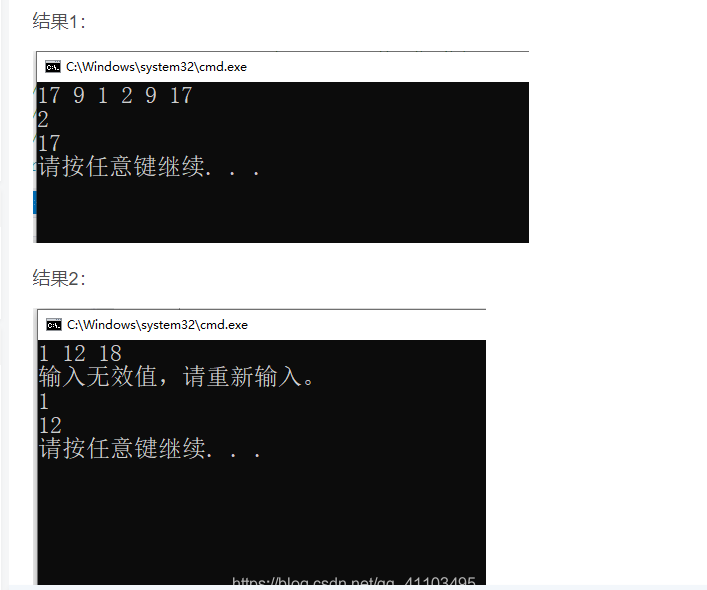 结果1：
C:\Windows\system32\cmd.exe
17 9 1 2 9 17
2
17
请按任意键继续. . .
结果2：
C:\Windows\system32\cmd.exe
1 12 18
输入无效值，请重新输入。
1
12
请按任意键继续. . .
https://blog.csdn.net/qq_41103495